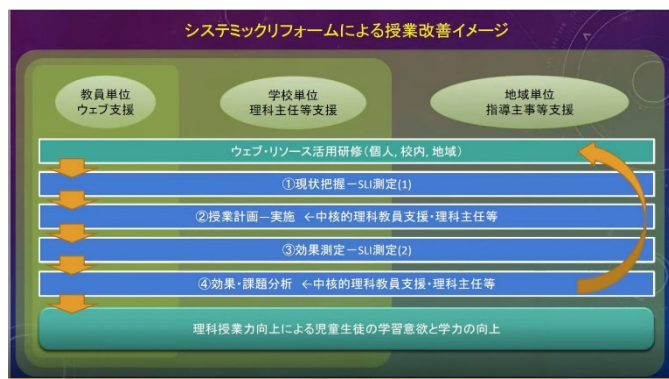 システミックリフォームによる授業改善イメージ
教員単位
ウェブ支援
学校単位
理科主任等支援
地域単位
指導主事等支援
ウェブ・リソース活用研修(個人, 校内, 地域)
①現状把握－SLI測定(1)
②授業計画―実施 ←中核的理科教員支援・理科主任等
③効果測定－SLI測定(2)
④効果・課題分析 ←中核的理科教員支援・理科主任等
理科授業力向上による児童生徒の学習意欲と学力の向上